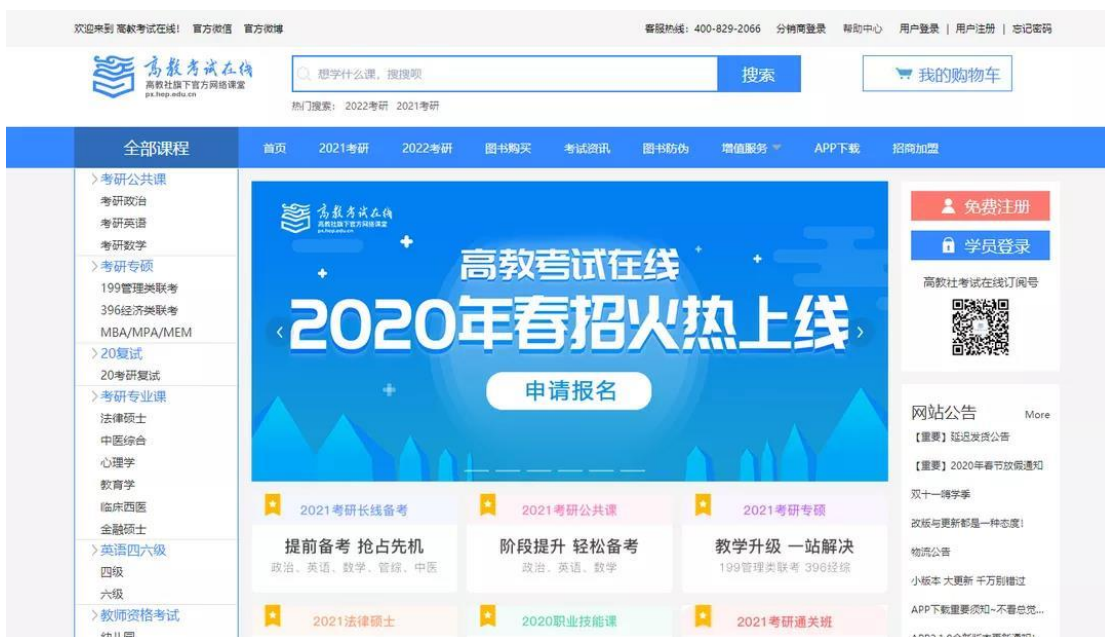 欢迎来到 高教考试在线! 官方微信 官方微博
客服热线：400-829-2066 分销商登录 帮助中心 用户登录 | 用户注册 | 忘记密码
高教考试在线
高教社旗下官方网络课堂
px.hep.edu.cn
想学什么课，搜搜呗
搜索
我的购物车
热门搜索： 2022考研 2021考研
全部课程 首页 2021考研 2022考研 图书购买 考试资讯 图书防伪 增值服务 APP下载 招商加盟
>考研公共课
考研政治
考研英语
考研数学
>考研专硕
199管理类联考
396经济类联考
MBA/MPA/MEM
>20复试
20考研复试
>考研专业课
法律硕士
中医综合
心理学
教育学
临床西医
金融硕士
>英语四六级
四级
六级
>教师资格考试
幼儿园
高教考试在线
高教社旗下官方网络课堂
px.hep.edu.cn
高教考试在线
2020年春招火热上线
申请报名
免费注册
学员登录
高教社考试在线订阅号
网站公告 More
【重要】延迟发货公告
【重要】2020年春节放假通知
双十一嗨学季
改版与更新都是一种态度!
物流公告
小版本 大更新 千万别错过
APP下载重要须知~不看总觉...
2021考研长线备考
提前备考 抢占先机
政治、英语、数学、管综、中医
2021考研公共课
阶段提升 轻松备考
政治、英语、数学
2021考研专硕
教学升级 一站解决
199管理类联考 396经综
2021法律硕士
2020职业技能课
2021考研通关班